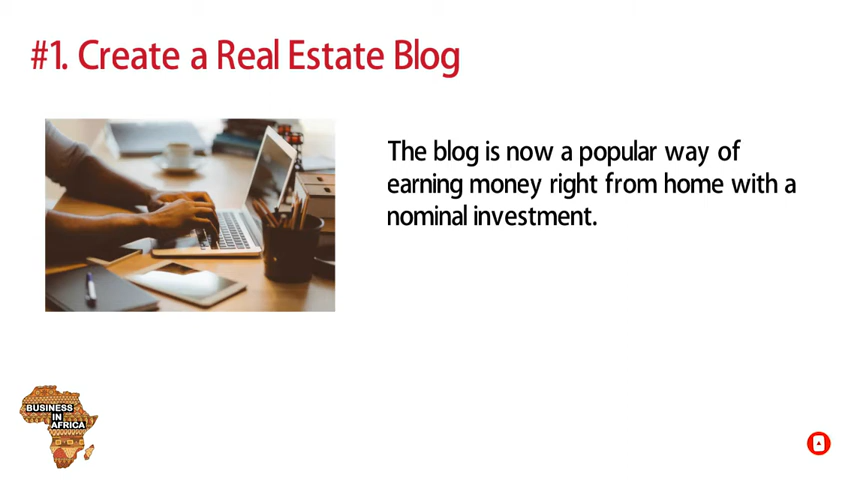 #1. Create a Real Estate Blog
The blog is now a popular way of
earning money right from home with a
nominal investment.
BUSINESS
IN
AFRICA